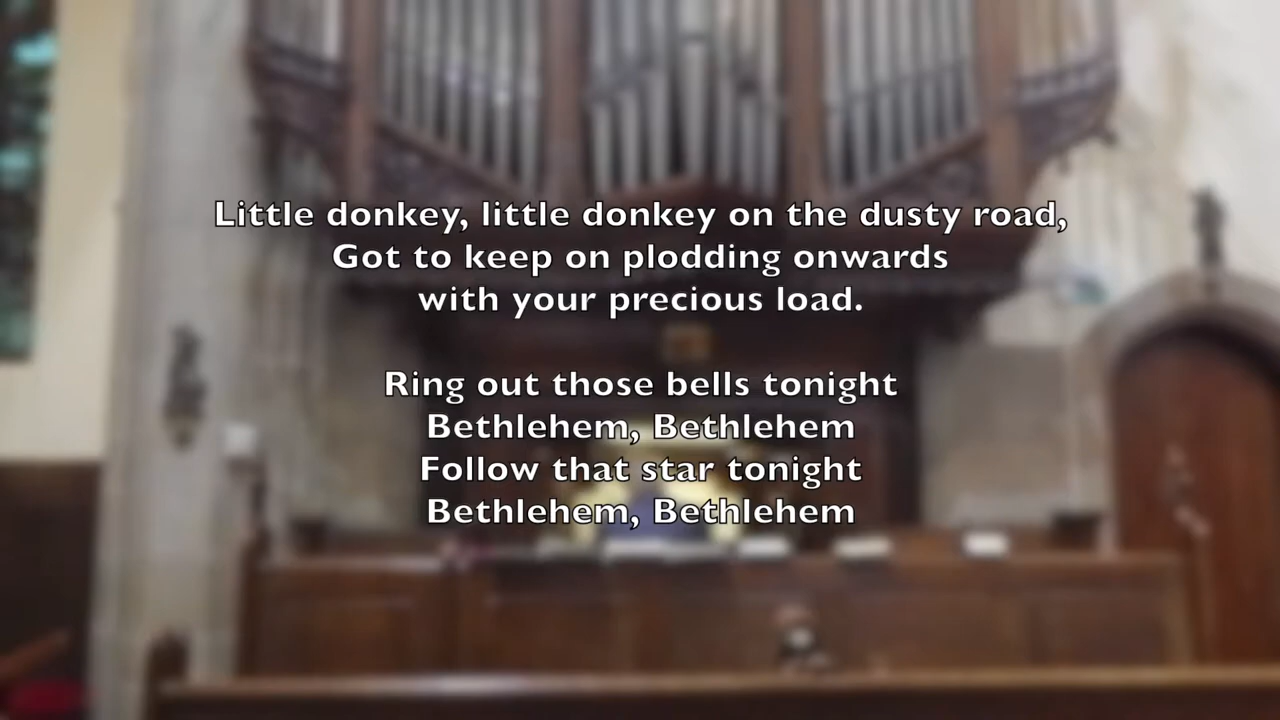 Little donkey, little donkey on the dusty road,
Got to keep on plodding onwards
with your precious load.
Ring out those bells tonight
Bethlehem, Bethlehem
Follow that star tonight
Bethlehem, Bethlehem